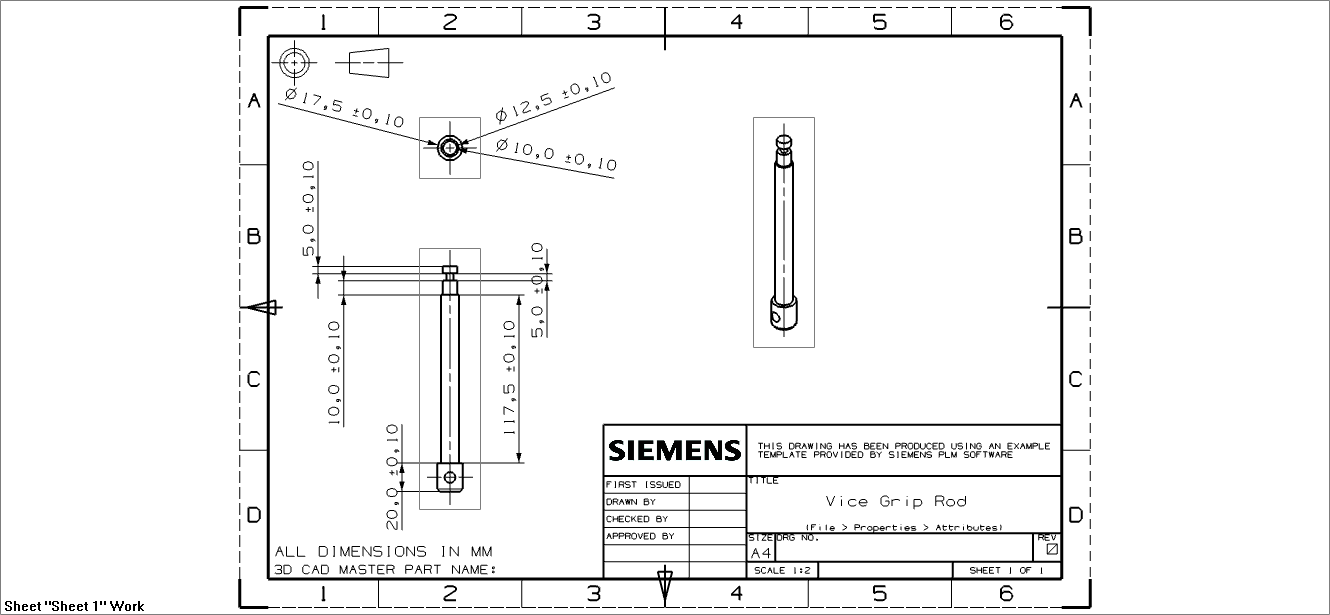 1 2 3 4 5 6
A A
Ø17,5 ±0,10
Ø12,5 ±0,10
Ø10,0 ±0,10
5,0 ±0,10
B B
5,0 ±0,10
10,0 ±0,10
117,5 ±0,10
C C
20,0 ±0,10
SIEMENS
THIS DRAWING HAS BEEN PRODUCED USING AN EXAMPLE
TEMPLATE PROVIDED BY SIEMENS PLM SOFTWARE
FIRST ISSUED
TITLE
DRAWN BY
Vice Grip Rod
CHECKED BY
(File > Properties > Attributes)
D D
APPROVED BY
SIZE DRG NO. REV
A4
ALL DIMENSIONS IN MM
3D CAD MASTER PART NAME:
SCALE 1:2
SHEET 1 OF 1
1 2 3 4 5 6
Sheet "Sheet 1" Work